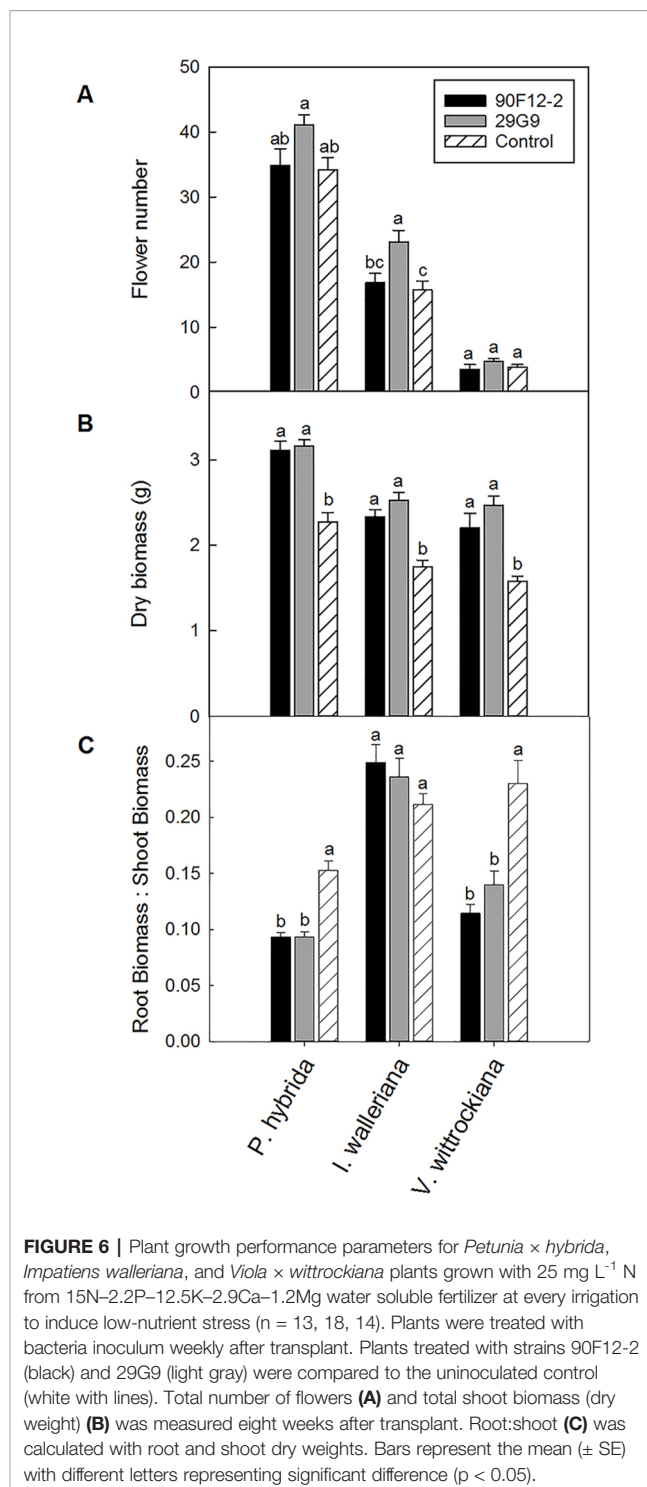 A
50
40
30
20
10
0
Flower number
90F12-2
29G9
Control
ab
a
ab
bc
a
c
a
a
a
B
3
2
1
0
Dry biomass (g)
a
a
b
a
a
b
a
a
b
C
0.25
0.20
0.15
0.10
0.05
0.00
Root Biomass : Shoot Biomass
b
b
a
a
a
a
b
b
a
P. hybrida
I. walleriana
V. wittrockiana
FIGURE 6 | Plant growth performance parameters for Petunia × hybrida,
Impatiens walleriana, and Viola × wittrockiana plants grown with 25 mg L-1 N
from 15N–2.2P–12.5K–2.9Ca–1.2Mg water soluble fertilizer at every irrigation
to induce low-nutrient stress (n = 13, 18, 14). Plants were treated with
bacteria inoculum weekly after transplant. Plants treated with strains 90F12-2
(black) and 29G9 (light gray) were compared to the uninoculated control
(white with lines). Total number of flowers (A) and total shoot biomass (dry
weight) (B) was measured eight weeks after transplant. Root:shoot (C) was
calculated with root and shoot dry weights. Bars represent the mean (± SE)
with different letters representing significant difference (p < 0.05).